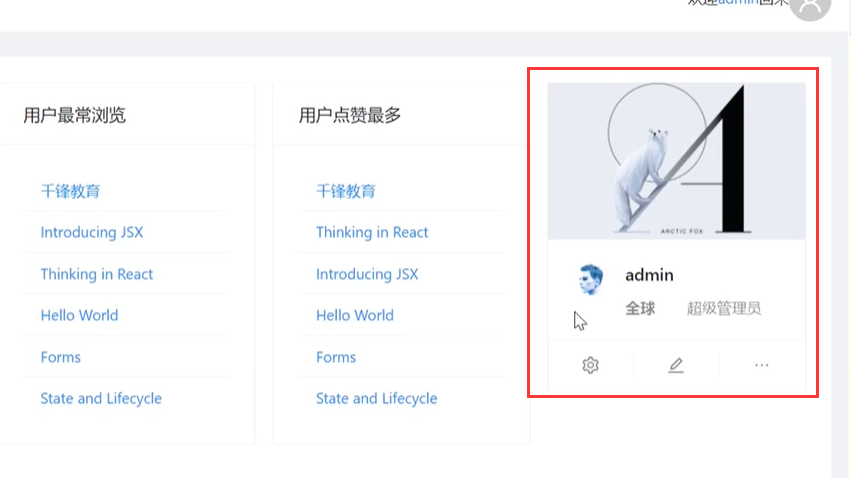 欢迎admin回来
用户最常浏览
千锋教育
Introducing JSX
Thinking in React
Hello World
Forms
State and Lifecycle
用户点赞最多
千锋教育
Thinking in React
Introducing JSX
Hello World
Forms
State and Lifecycle
A
ARCTIC FOX
admin
全球 超级管理员